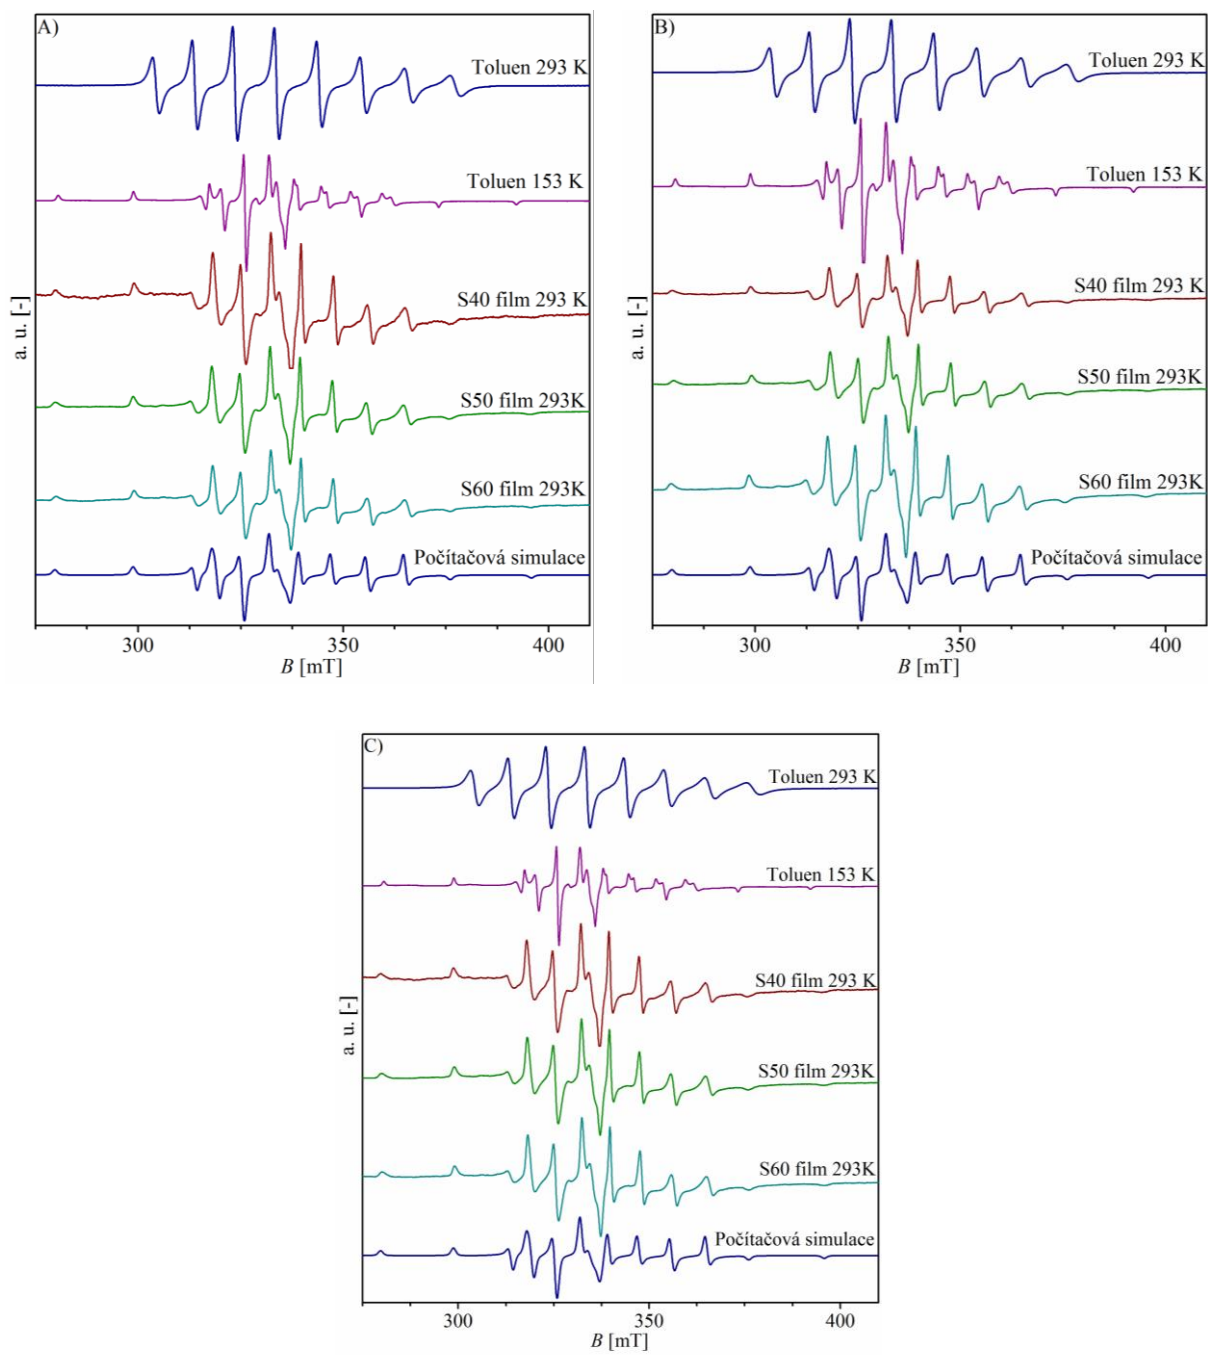 A)
Toluen 293 K
Toluen 153 K
S40 film 293 K
S50 film 293K
S60 film 293K
Počítačová simulace
a. u. [-]
300
350
400
B [mT]
B)
Toluen 293 K
Toluen 153 K
S40 film 293 K
S50 film 293K
S60 film 293K
Počítačová simulace
a. u. [-]
300
350
400
B [mT]
C)
Toluen 293 K
Toluen 153 K
S40 film 293 K
S50 film 293K
S60 film 293K
Počítačová simulace
a. u. [-]
300
350
400
B [mT]